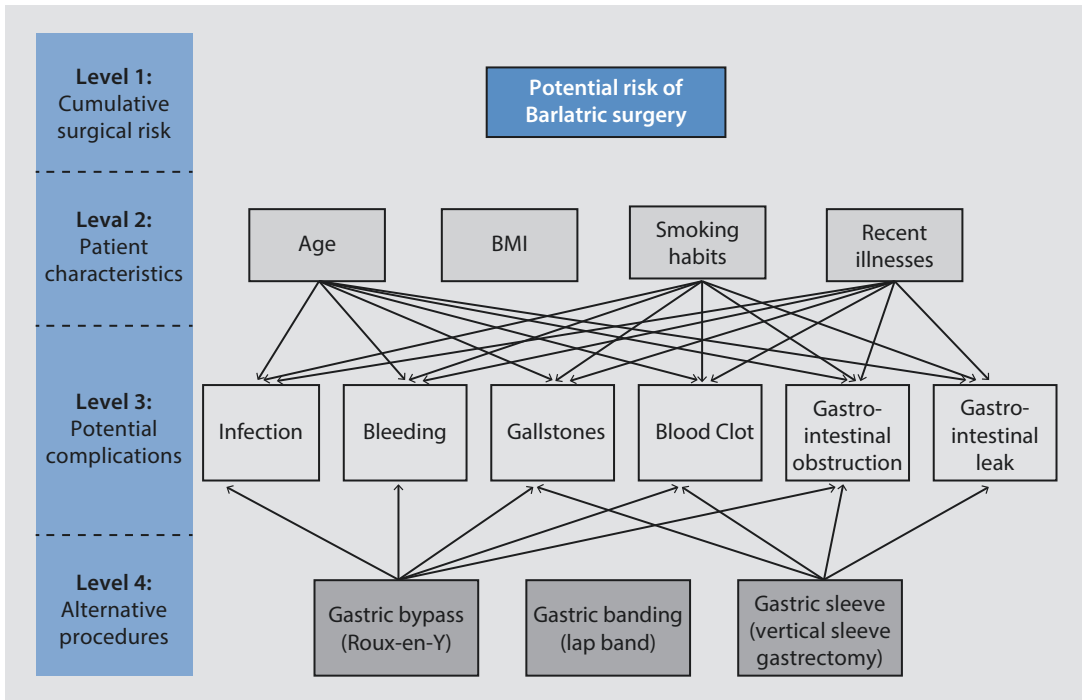 Level 1:
Cumulative
surgical risk
Potential risk of
Barlatric surgery
Leval 2:
Patient
characteristics
Age
BMI
Smoking
habits
Recent
illnesses
Level 3:
Potential
complications
Infection
Bleeding
Gallstones
Blood Clot
Gastro-
intestinal
obstruction
Gastro-
intestinal
leak
Level 4:
Alternative
procedures
Gastric bypass
(Roux-en-Y)
Gastric banding
(lap band)
Gastric sleeve
(vertical sleeve
gastrectomy)